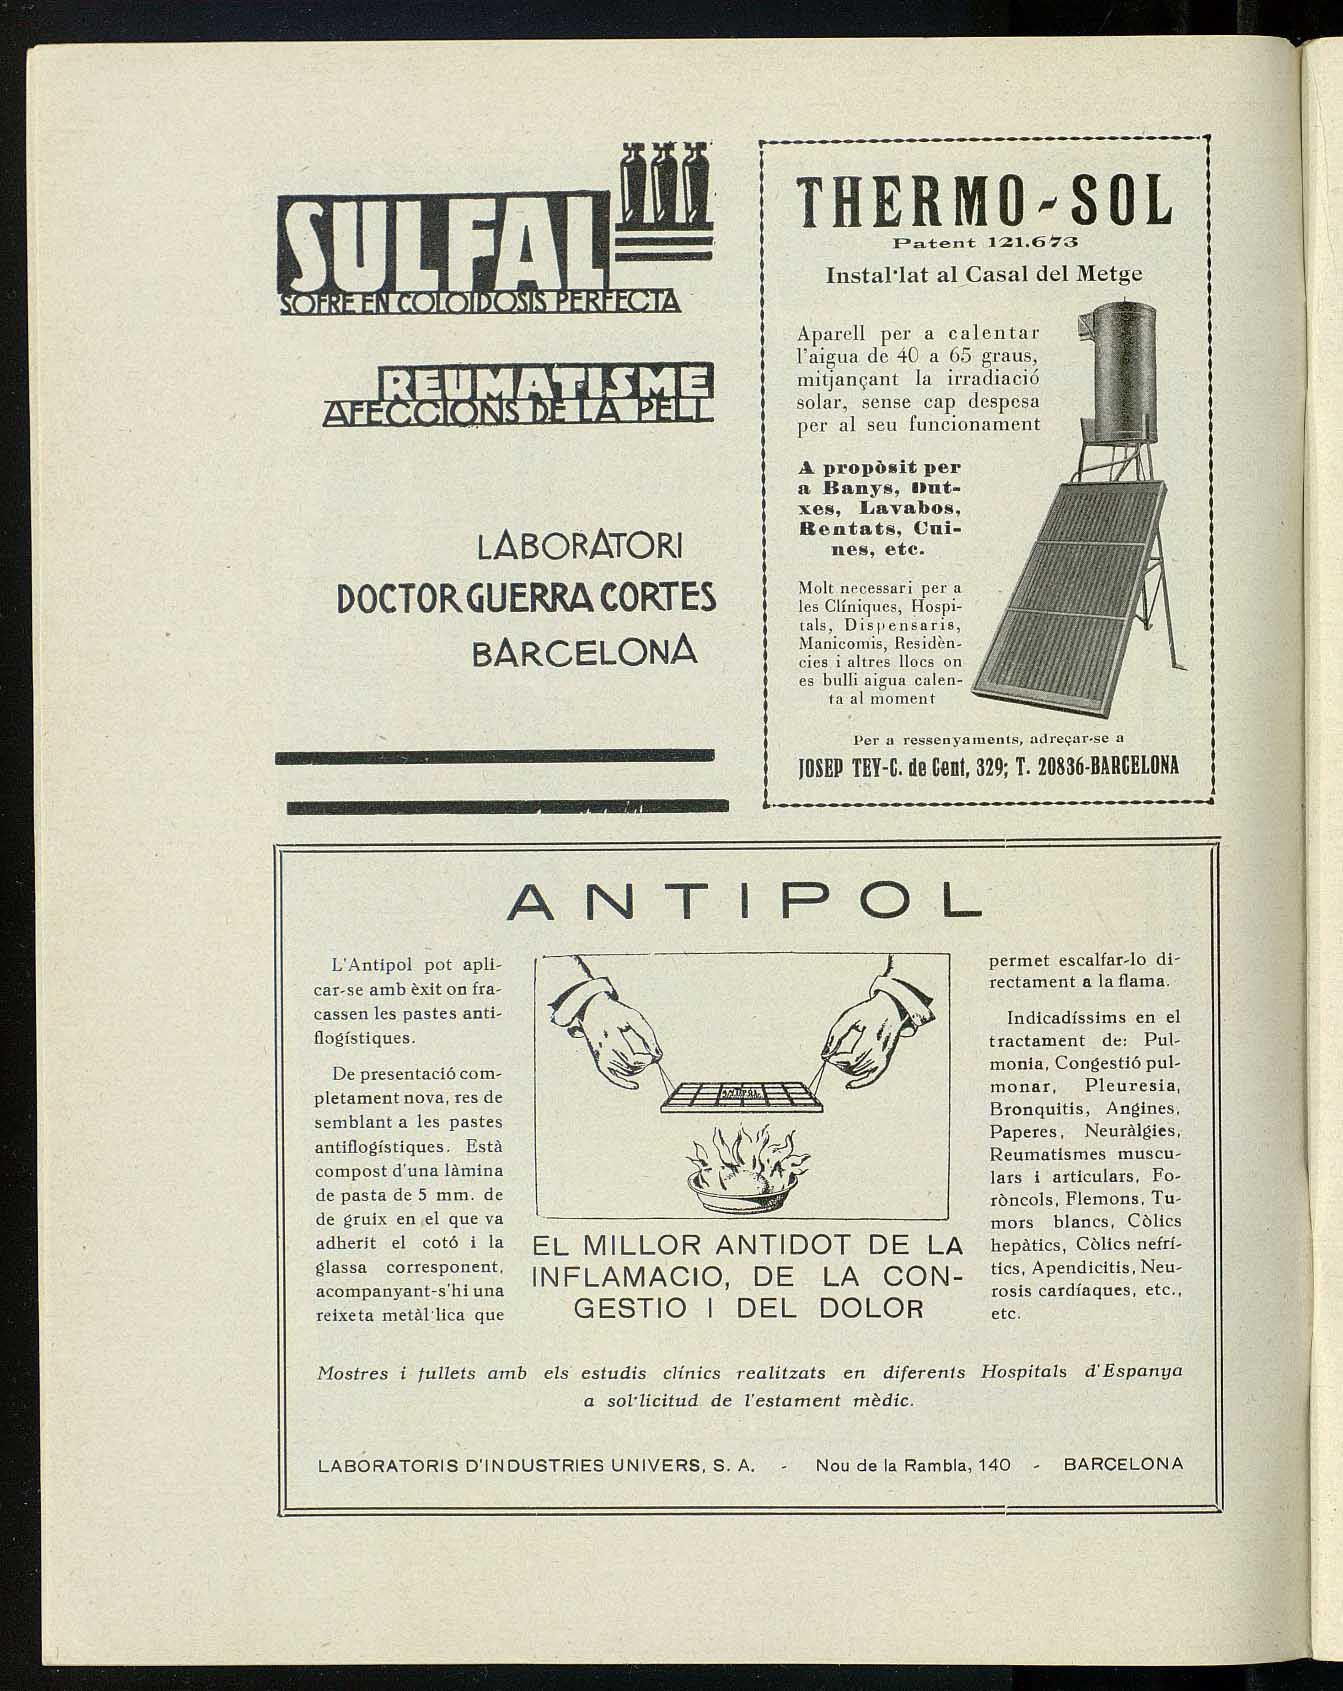 SULFAL
SOFRE EN COLOIDOSIS PERFECTA
REUMATISME
AFECCIONS DE LA PELL
LABORATORI
DOCTOR GUERRA CORTES
BARCELONA
THERMO-SOL
Patent 121.673
Instal·lat al Casal del Metge
Aparell per a calentar
l'aigua de 40 a 65 graus,
mitjançant la irradiació
solar, sense cap despesa
per al seu funcionament
A propòsit per
a Banys, Dut-
xes, Lavabos,
Rentats, Cui-
nes, etc.
Molt necessari per a
les Clíniques, Hospi-
tals, Dispensaris,
Manicomis, Residèn-
cies i altres llocs on
es bulli aigua calen-
ta al moment
Per a ressenyaments, adreçar-se a
JOSEP TEY-C. de Cent, 329; T. 20836-BARCELONA
ANTIPOL
L'Antipol pot apli-
car-se amb èxit on fra-
cassen les pastes anti-
flogístiques.
De presentació com-
pletament nova, res de
semblant a les pastes
antiflogístiques. Està
compost d'una làmina
de pasta de 5 mm. de
de gruix en el que va
adherit el cotó i la
glassa corresponent,
acompanyant-s'hi una
reixeta metàl·lica que
ANTIPOL
EL MILLOR ANTIDOT DE LA
INFLAMACIO, DE LA CON-
GESTIO I DEL DOLOR
permet escalfar-lo di-
rectament a la flama.
Indicadíssims en el
tractament de: Pul-
monia, Congestió pul-
monar, Pleuresia,
Bronquitis, Angines,
Paperes, Neuràlgies,
Reumatismes muscu-
lars i articulars, Fo-
ròncols, Flemons, Tu-
mors blancs, Còlics
hepàtics, Còlics nefrí-
tics, Apendicitis, Neu-
rosis cardíaques, etc.,
etc.
Mostres i fullets amb els estudis clínics realitzats en diferents Hospitals d'Espanya
a sol·licitud de l'estament mèdic.
LABORATORIS D'INDUSTRIES UNIVERS, S. A. - Nou de la Rambla, 140 - BARCELONA